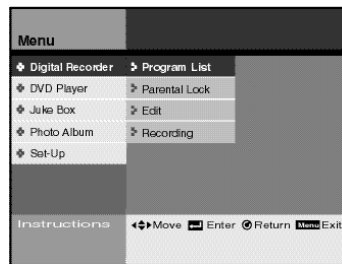 Menu
Digital Recorder
Program List
DVD Player
Parental Lock
Juke Box
Edit
Photo Album
Recording
Set-Up
Instructions
Move Enter Return Menu Exit